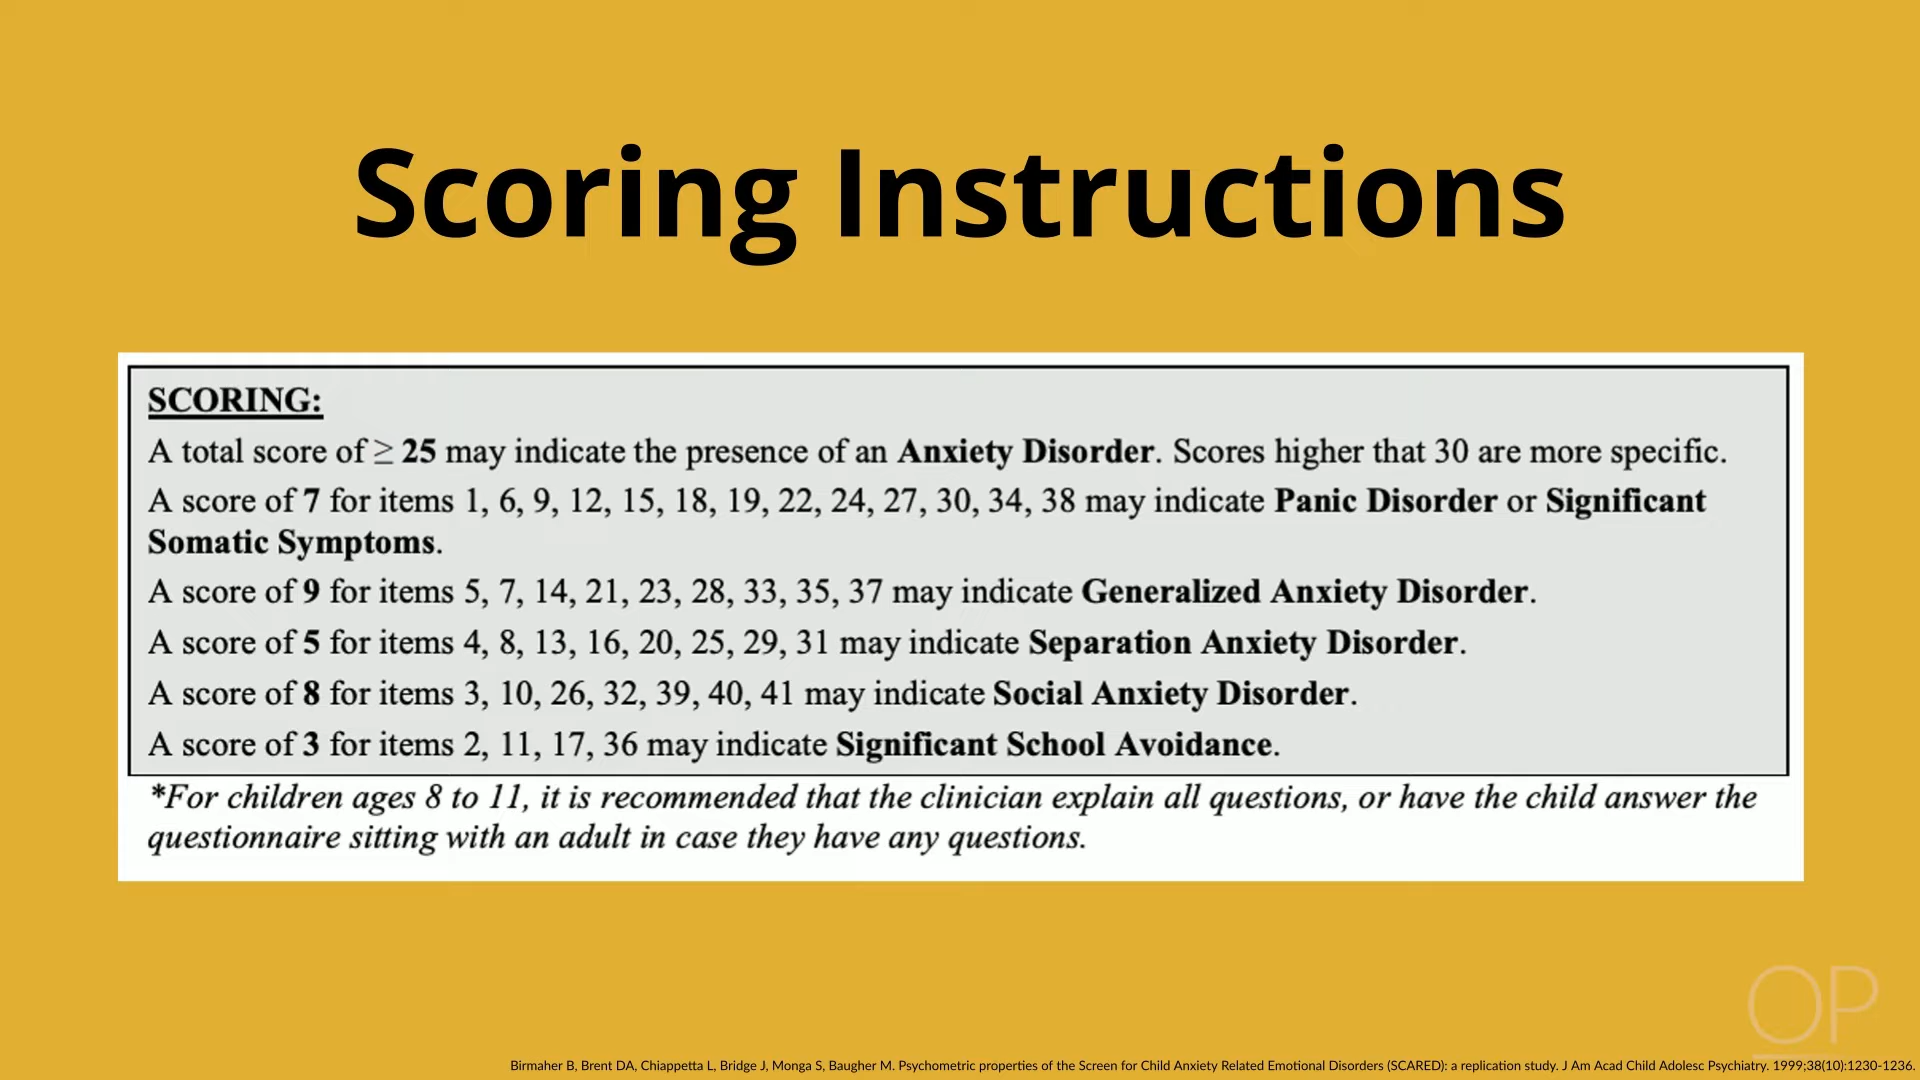 Scoring Instructions
SCORING:
A total score of ≥ 25 may indicate the presence of an Anxiety Disorder. Scores higher that 30 are more specific.
A score of 7 for items 1, 6, 9, 12, 15, 18, 19, 22, 24, 27, 30, 34, 38 may indicate Panic Disorder or Significant
Somatic Symptoms.
A score of 9 for items 5, 7, 14, 21, 23, 28, 33, 35, 37 may indicate Generalized Anxiety Disorder.
A score of 5 for items 4, 8, 13, 16, 20, 25, 29, 31 may indicate Separation Anxiety Disorder.
A score of 8 for items 3, 10, 26, 32, 39, 40, 41 may indicate Social Anxiety Disorder.
A score of 3 for items 2, 11, 17, 36 may indicate Significant School Avoidance.
*For children ages 8 to 11, it is recommended that the clinician explain all questions, or have the child answer the
questionnaire sitting with an adult in case they have any questions.
OP
Birmaher B, Brent DA, Chiappetta L, Bridge J, Monga S, Baugher M. Psychometric properties of the Screen for Child Anxiety Related Emotional Disorders (SCARED): a replication study. J Am Acad Child Adolesc Psychiatry. 1999;38(10):1230-1236.